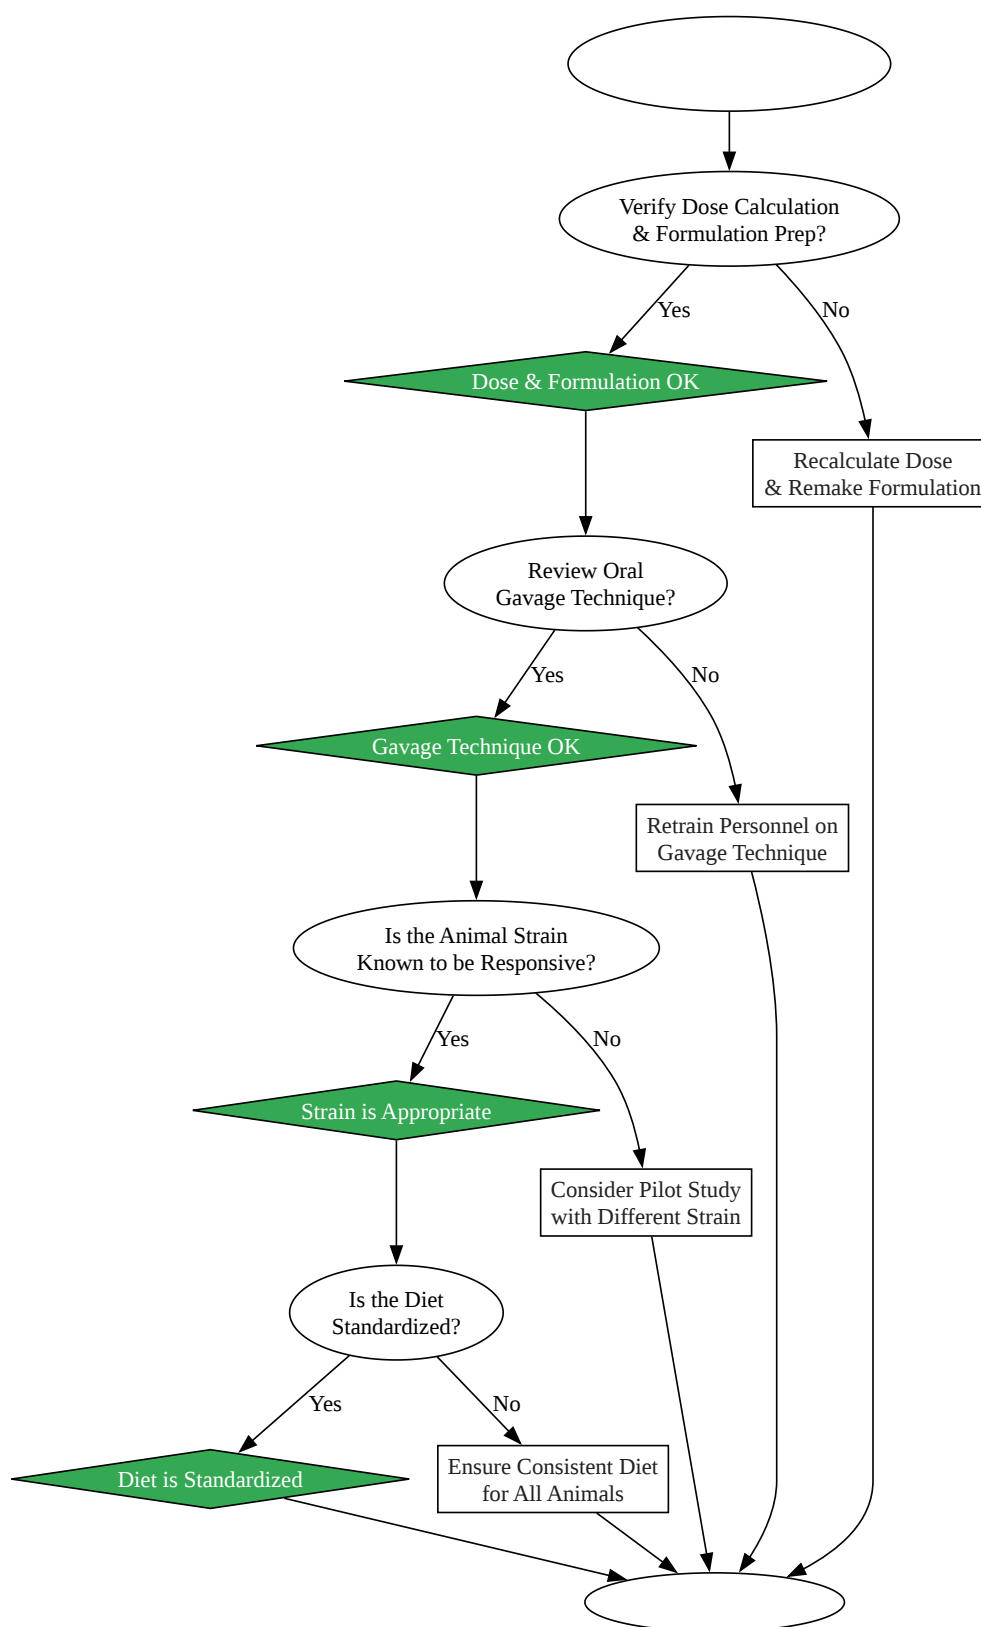 Verify Dose Calculation
& Formulation Prep?
Yes
No
Dose & Formulation OK
Recalculate Dose
& Remake Formulation
Review Oral
Gavage Technique?
Yes
No
Gavage Technique OK
Retrain Personnel on
Gavage Technique
Is the Animal Strain
Known to be Responsive?
Yes
No
Strain is Appropriate
Consider Pilot Study
with Different Strain
Is the Diet
Standardized?
Yes
No
Diet is Standardized
Ensure Consistent Diet
for All Animals